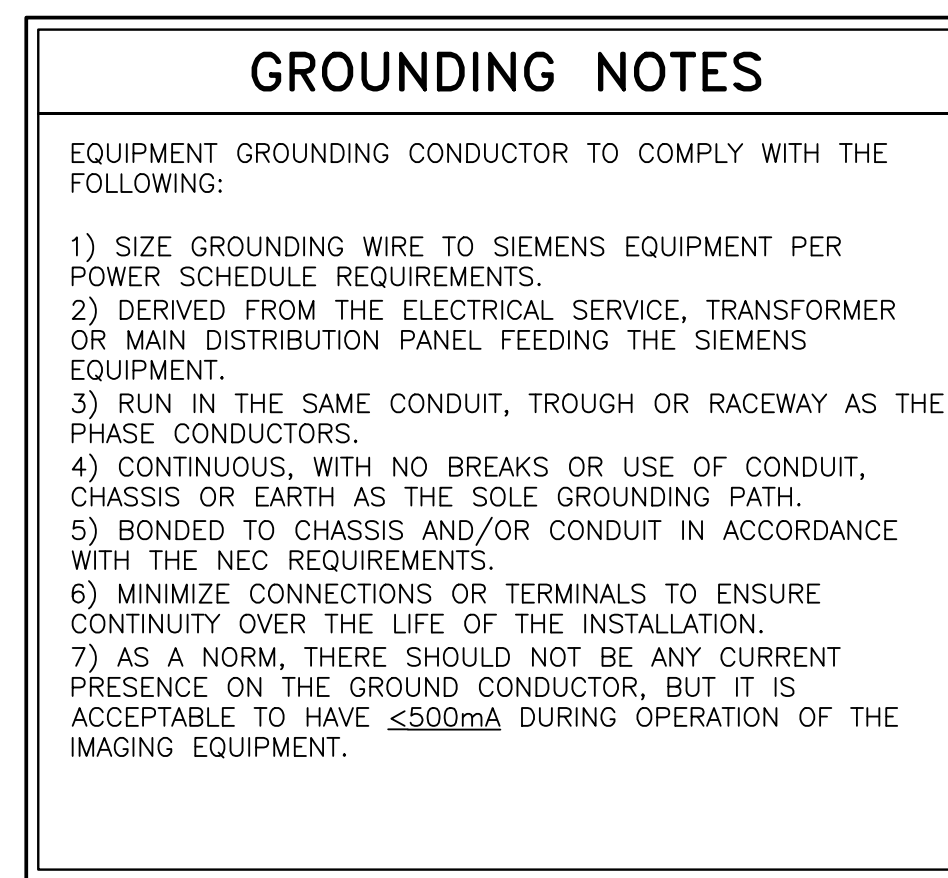 GROUNDING NOTES
EQUIPMENT GROUNDING CONDUCTOR TO COMPLY WITH THE
FOLLOWING:
1) SIZE GROUNDING WIRE TO SIEMENS EQUIPMENT PER
POWER SCHEDULE REQUIREMENTS.
2) DERIVED FROM THE ELECTRICAL SERVICE, TRANSFORMER
OR MAIN DISTRIBUTION PANEL FEEDING THE SIEMENS
EQUIPMENT.
3) RUN IN THE SAME CONDUIT, TROUGH OR RACEWAY AS THE
PHASE CONDUCTORS.
4) CONTINUOUS, WITH NO BREAKS OR USE OF CONDUIT,
CHASSIS OR EARTH AS THE SOLE GROUNDING PATH.
5) BONDED TO CHASSIS AND/OR CONDUIT IN ACCORDANCE
WITH THE NEC REQUIREMENTS.
6) MINIMIZE CONNECTIONS OR TERMINALS TO ENSURE
CONTINUITY OVER THE LIFE OF THE INSTALLATION.
7) AS A NORM, THERE SHOULD NOT BE ANY CURRENT
PRESENCE ON THE GROUND CONDUCTOR, BUT IT IS
ACCEPTABLE TO HAVE <500mA DURING OPERATION OF THE
IMAGING EQUIPMENT.